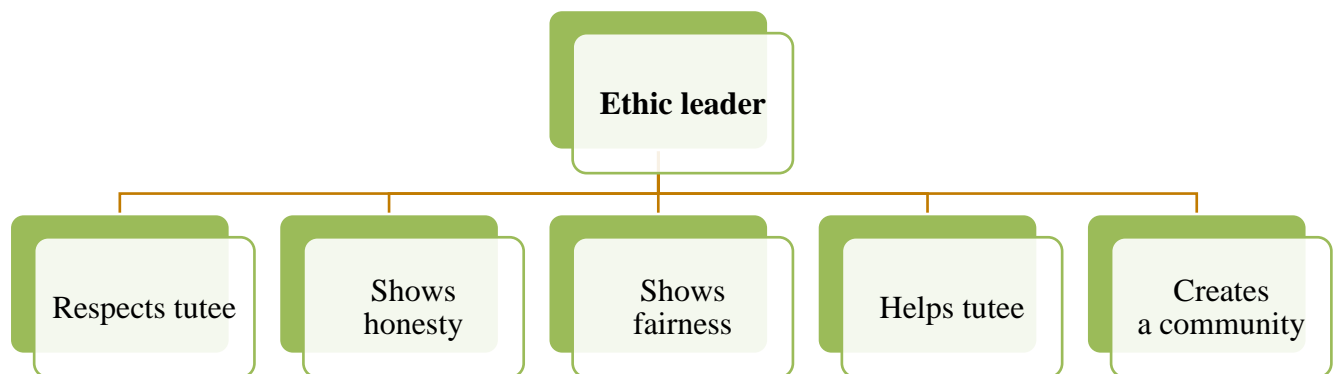 Ethic leader
Respects tutee
Shows
honesty
Shows
fairness
Helps tutee
Creates
a community